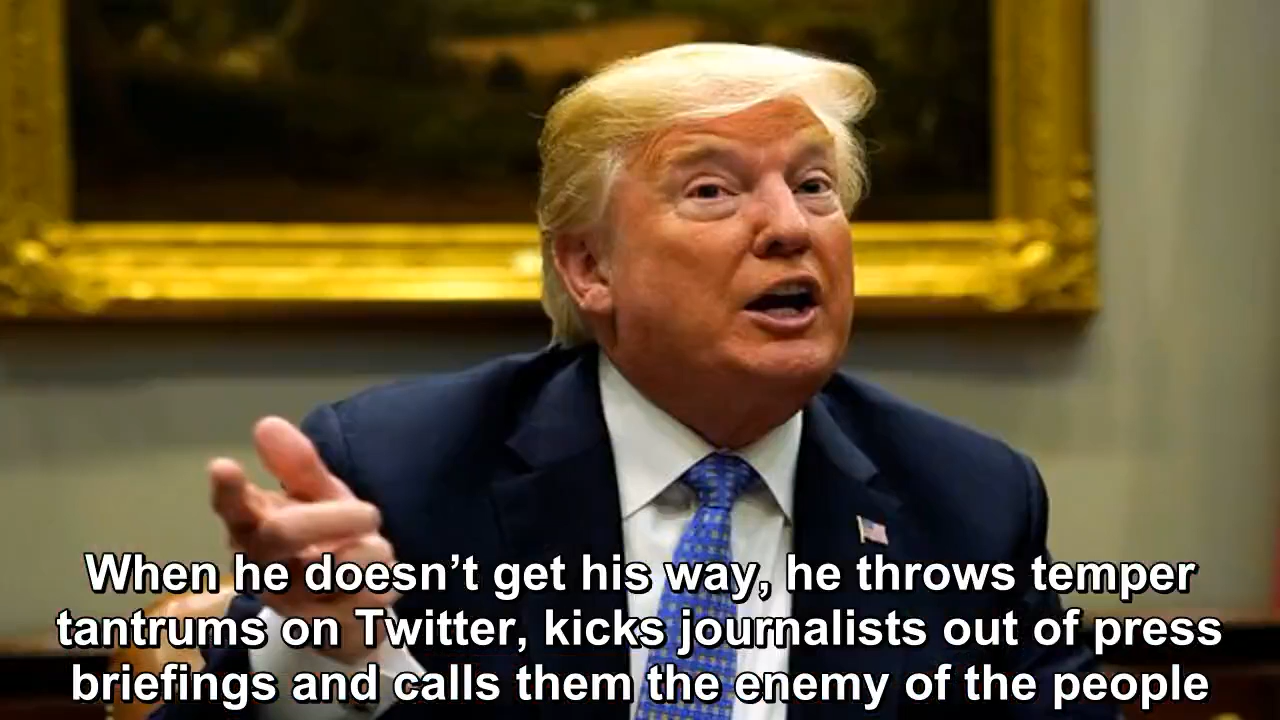 When he doesn’t get his way, he throws temper
tantrums on Twitter, kicks journalists out of press
briefings and calls them the enemy of the people